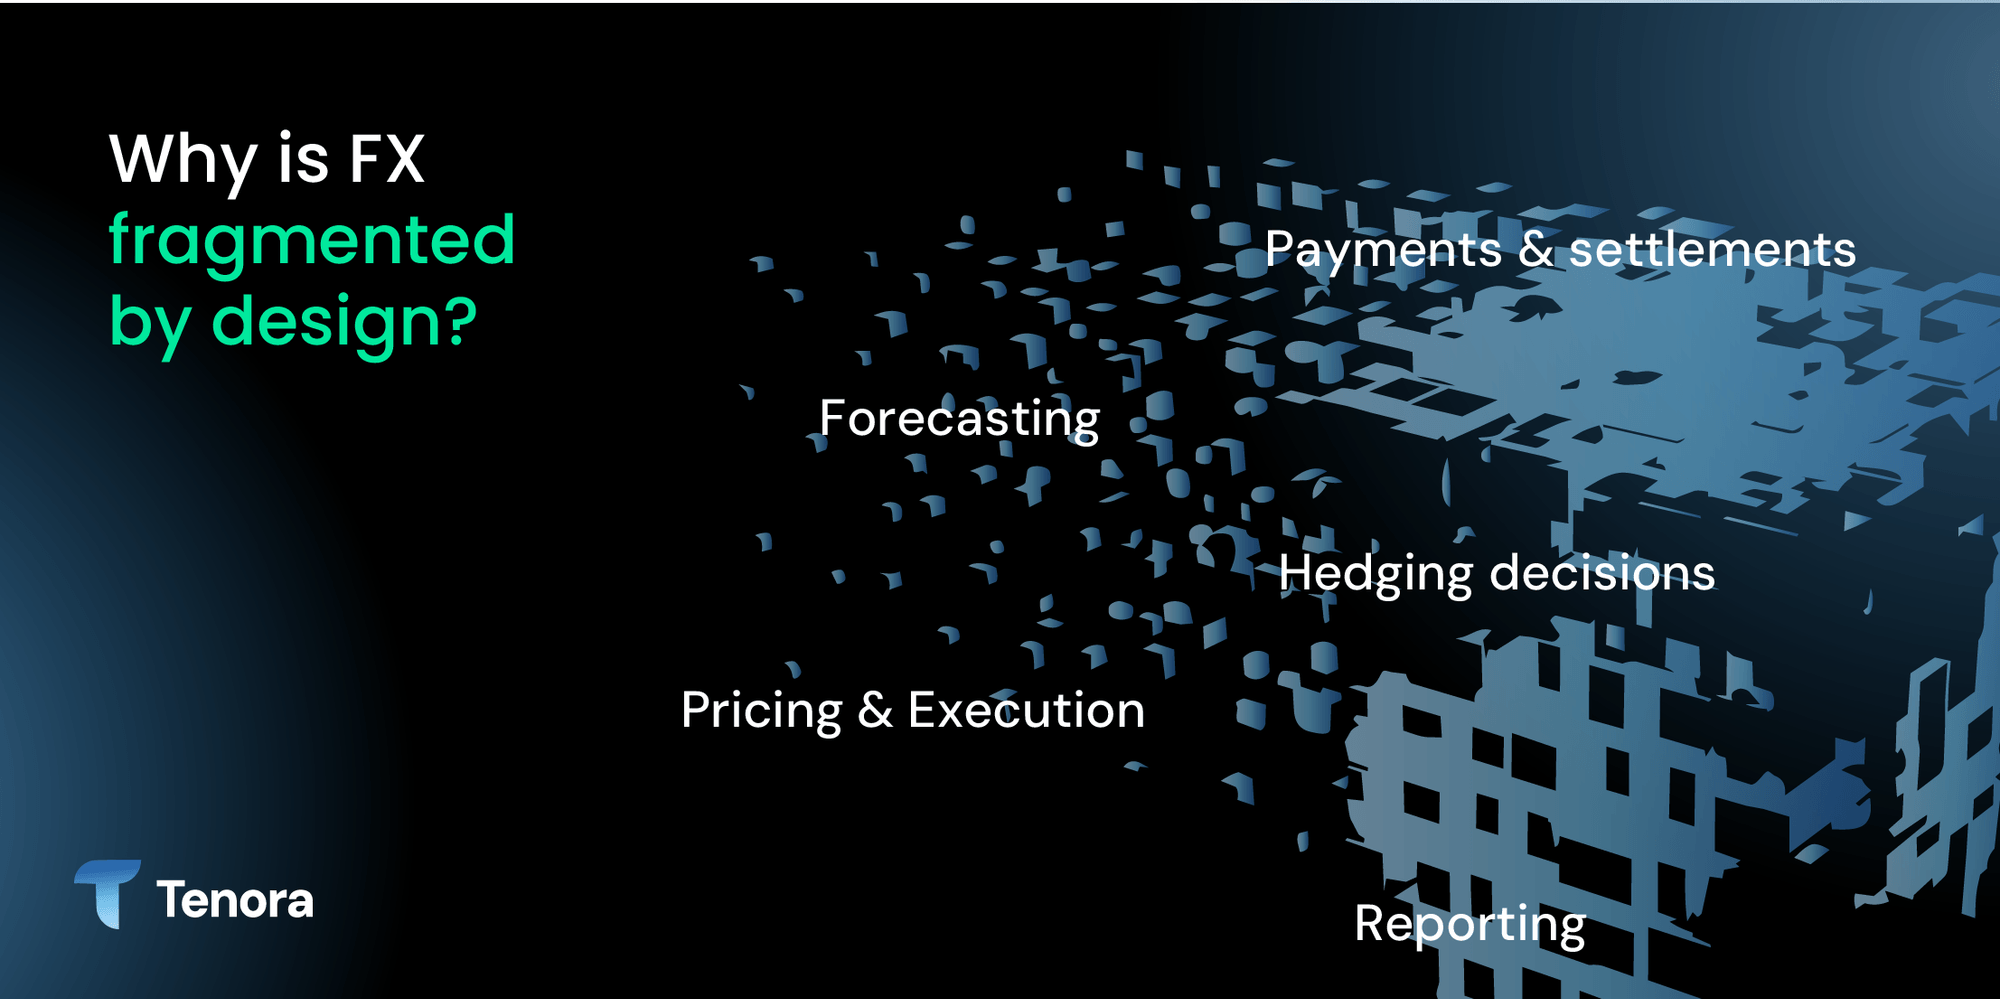 Why is FX
fragmented
by design?
Payments & settlements
Forecasting
Hedging decisions
Pricing & Execution
Reporting
Tenora